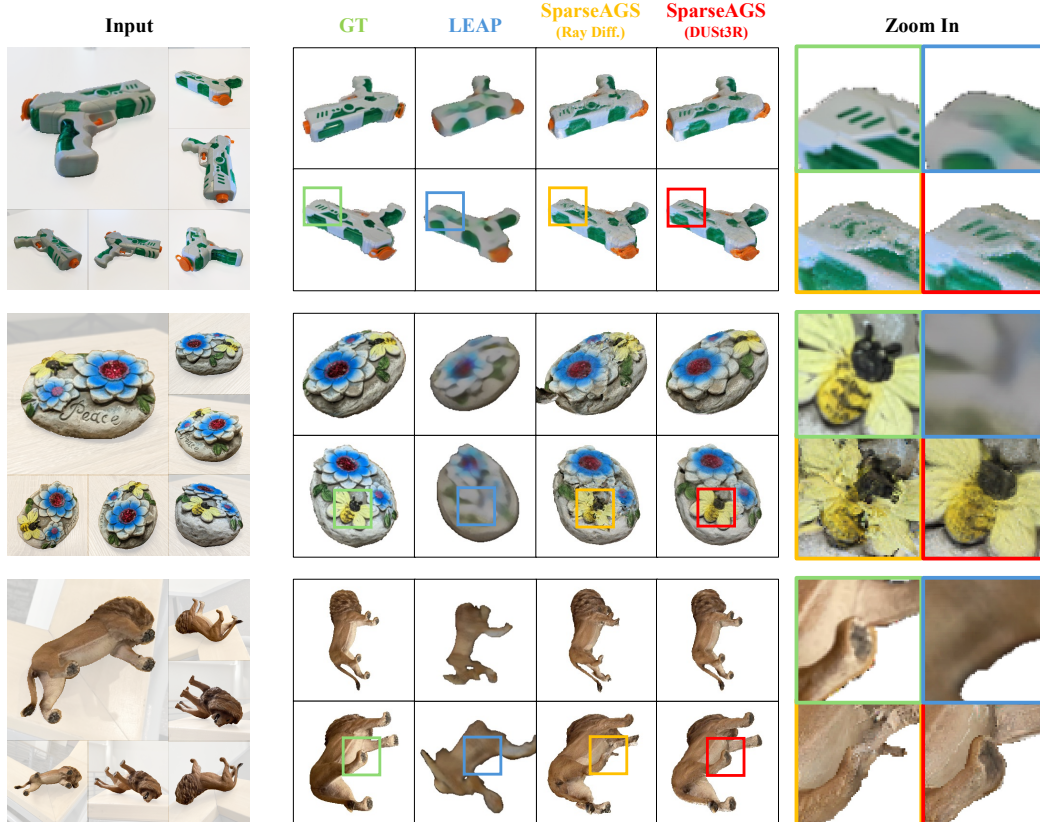 Input
GT
LEAP
SparseAGS
(Ray Diff.)
SparseAGS
(DUSt3R)
Zoom In
Peace